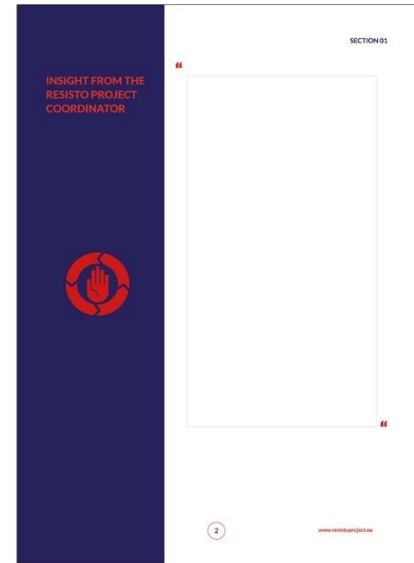 SECTION 01
INSIGHT FROM THE
RESISTO PROJECT
COORDINATOR
“
“
2
www.resistoproject.eu